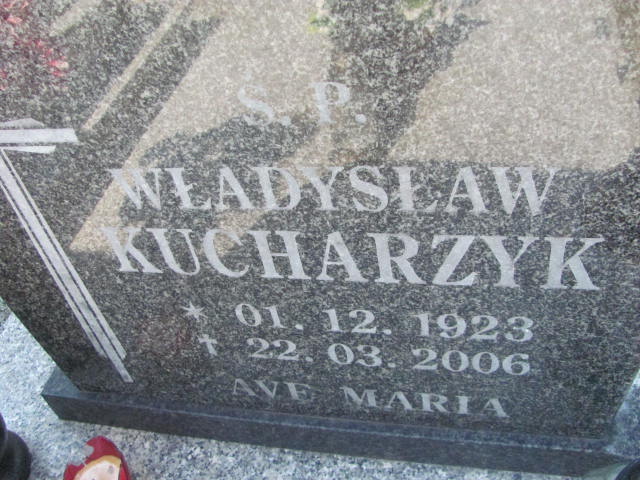 Ś. P.
WŁADYSŁAW
KUCHARZYK
* 01. 12. 1923
† 22. 03. 2006
AVE MARIA